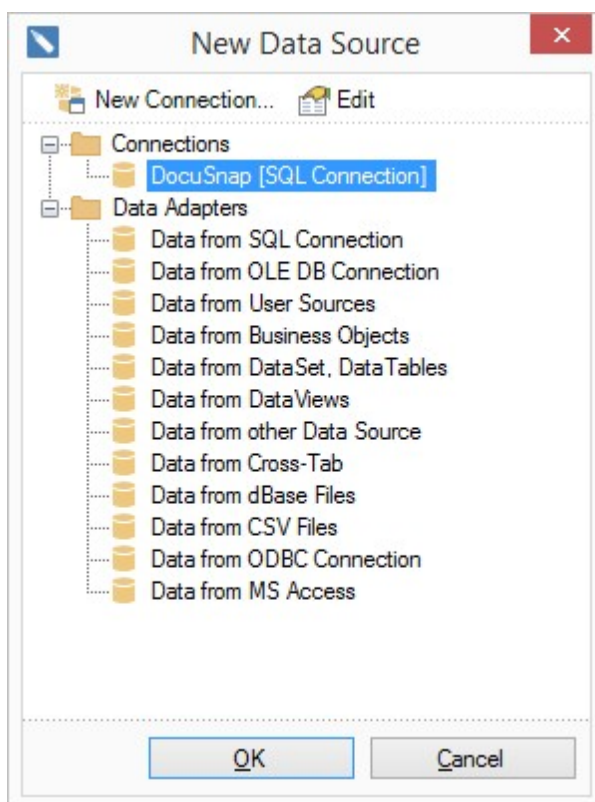 New Data Source
New Connection... Edit
Connections
DocuSnap [SQL Connection]
Data Adapters
Data from SQL Connection
Data from OLE DB Connection
Data from User Sources
Data from Business Objects
Data from DataSet, DataTables
Data from DataViews
Data from other Data Source
Data from Cross-Tab
Data from dBase Files
Data from CSV Files
Data from ODBC Connection
Data from MS Access
OK Cancel